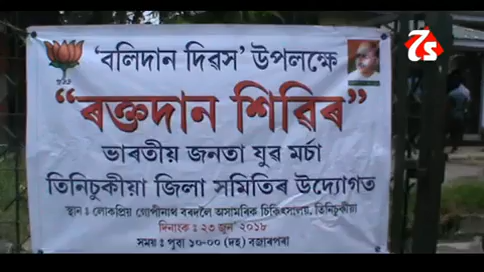 7s
'বলিদান দিৱস' উপলক্ষে
"ৰক্তদান শিৱিৰ"
ভাৰতীয় জনতা যুৱ মৰ্চা
তিনিচুকীয়া জিলা সমিতিৰ উদ্যোগত
স্থান : লোকপ্ৰিয় গোপীনাথ বৰদলৈ অসামৰিক চিকিৎসালয়, তিনিচুকীয়া
দিনাংক : ২৩ জুন' ২০১৮
সময় : পুৱা ১০-০০ (দহ) বজাৰপৰা